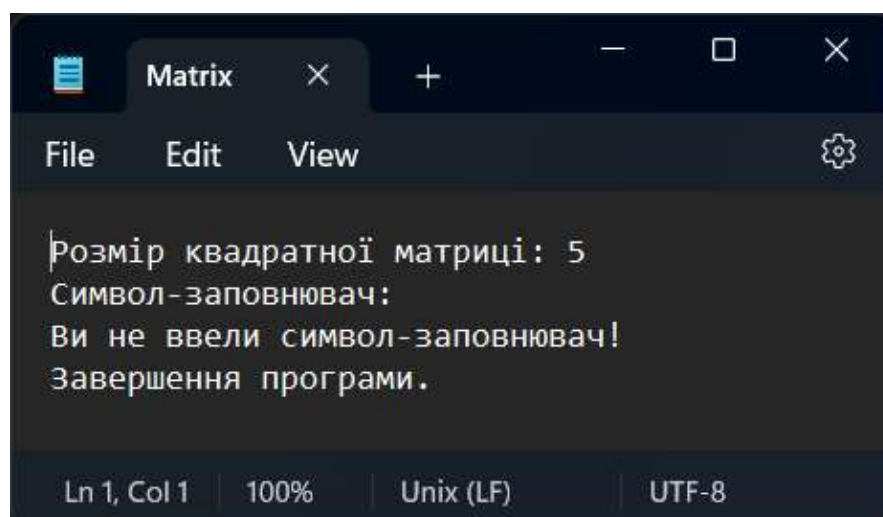 Matrix
File Edit View
Розмір квадратної матриці: 5
Символ-заповнювач:
Ви не ввели символ-заповнювач!
Завершення програми.
Ln 1, Col 1 100% Unix (LF) UTF-8